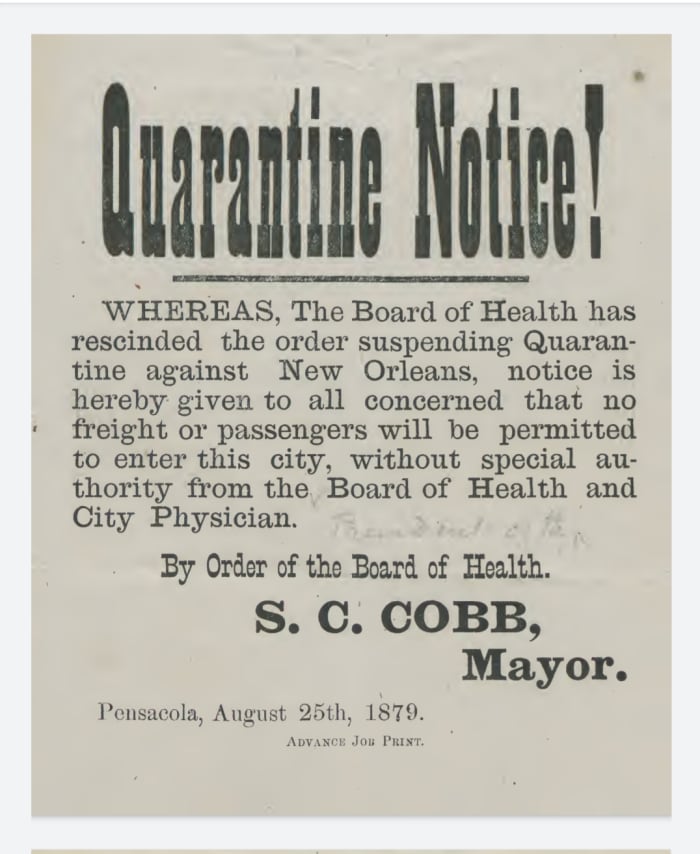 Quarantine Notice!
WHEREAS, The Board of Health has
rescinded the order suspending Quaran-
tine against New Orleans, notice is
hereby given to all concerned that no
freight or passengers will be permitted
to enter this city, without special au-
thority from the Board of Health and
City Physician.
By Order of the Board of Health.
S. C. COBB,
Mayor.
Pensacola, August 25th, 1879.
ADVANCE JOB PRINT.